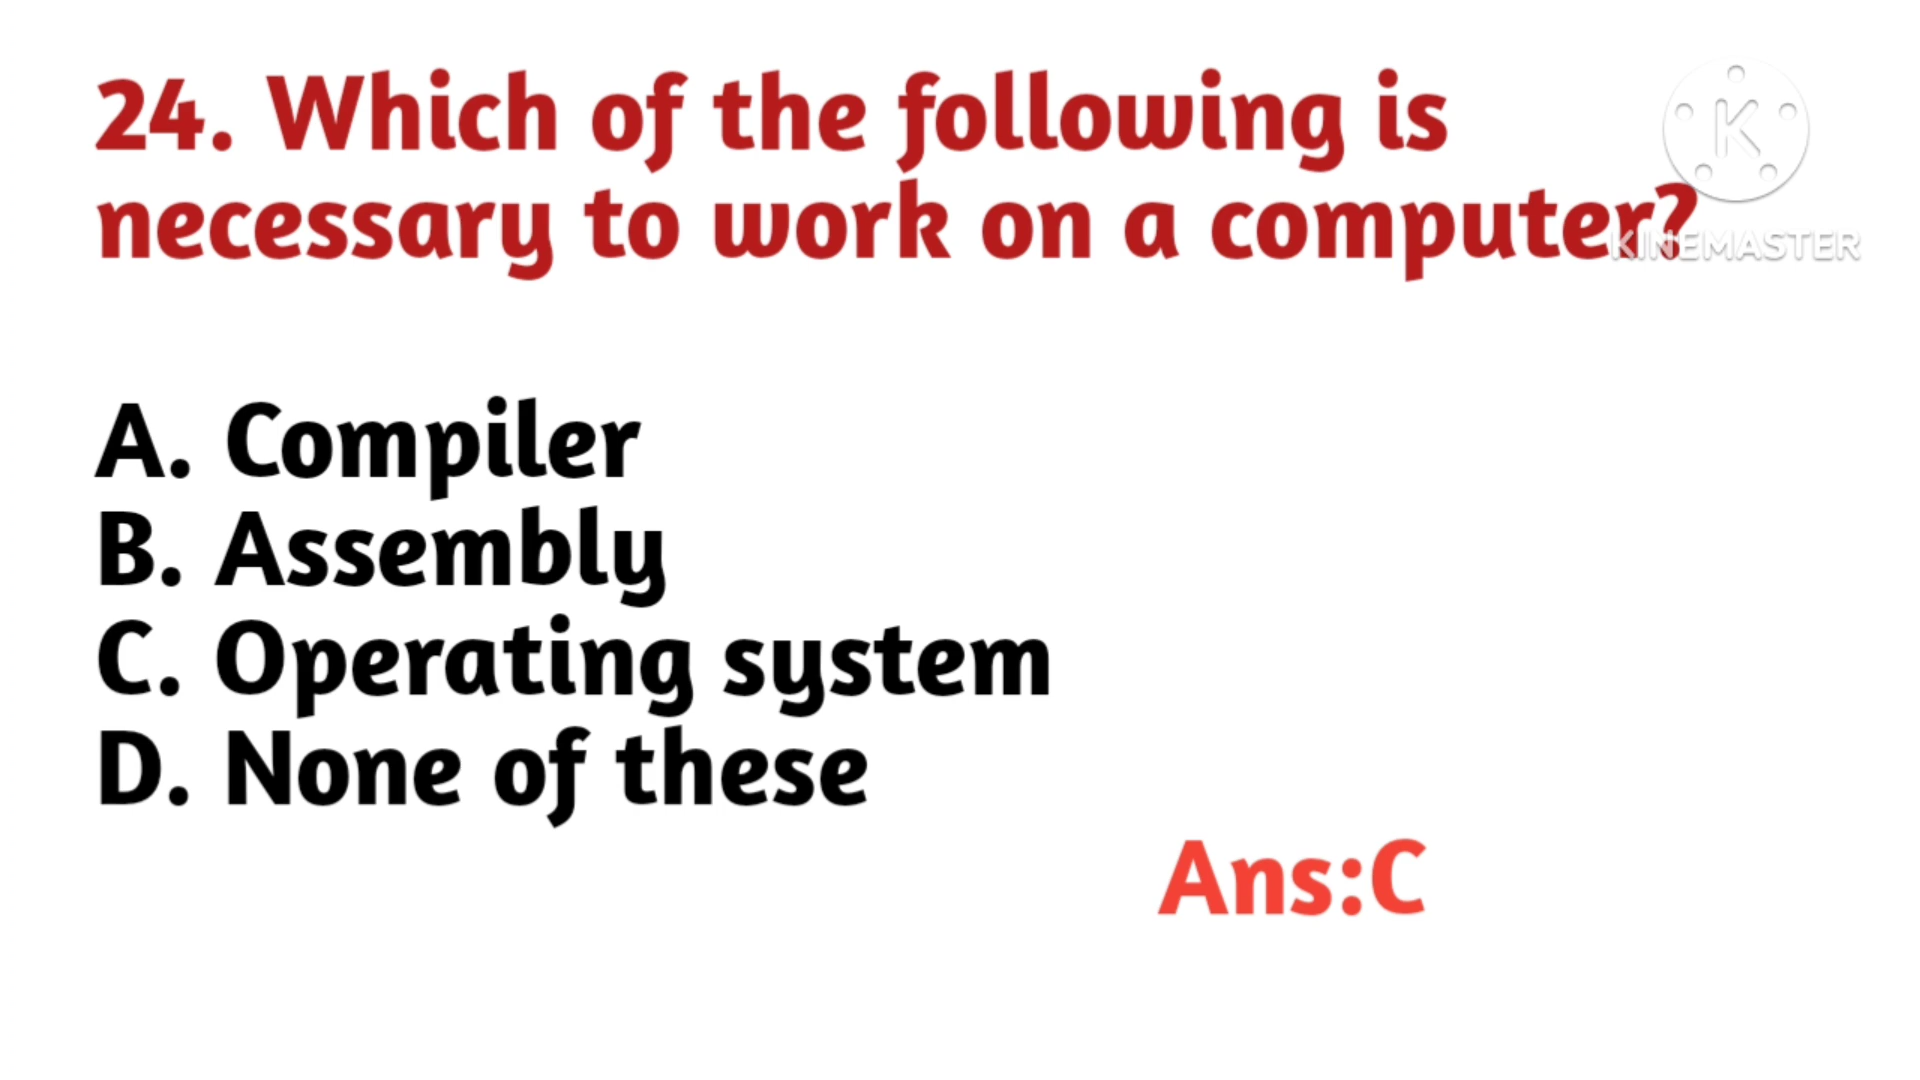 24. Which of the following is
necessary to work on a computer?
K
KINEMASTER
A. Compiler
B. Assembly
C. Operating system
D. None of these
Ans:C